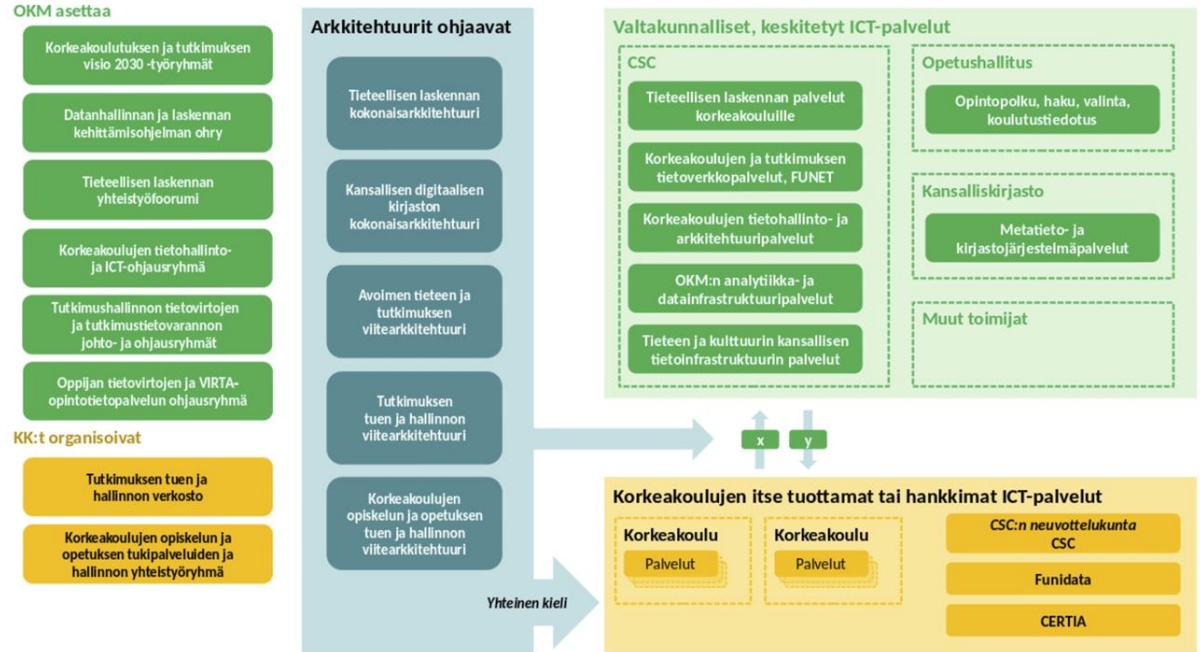 OKM asettaa
Korkeakoulutuksen ja tutkimuksen
visio 2030 -työryhmät
Datanhallinnan ja laskennan
kehittämisohjelman ohry
Tieteellisen laskennan
yhteistyöfoorumi
Korkeakoulujen tietohallinto-
ja ICT-ohjausryhmä
Tutkimushallinnon tietovirtojen
ja tutkimustietovarannon
johto- ja ohjausryhmät
Oppijan tietovirtojen ja VIRTA-
opintotietopalvelun ohjausryhmä
KK:t organisoivat
Tutkimuksen tuen ja
hallinnon verkosto
Korkeakoulujen opiskelun ja
opetuksen tukipalveluiden ja
hallinnon yhteistyöryhmä
Arkkitehtuurit ohjaavat
Tieteellisen laskennan
kokonaisarkkitehtuuri
Kansallisen digitaalisen
kirjaston
kokonaisarkkitehtuuri
Avoimen tieteen ja
tutkimuksen
viitearkkitehtuuri
Tutkimuksen
tuen ja hallinnon
viitearkkitehtuuri
Korkeakoulujen
opiskelun ja opetuksen
tuen ja hallinnon
viitearkkitehtuuri
Yhteinen kieli
Valtakunnalliset, keskitetyt ICT-palvelut
CSC
Tieteellisen laskennan palvelut
korkeakouluille
Korkeakoulujen ja tutkimuksen
tietoverkkopalvelut, FUNET
Korkeakoulujen tietohallinto- ja
arkkitehtuuripalvelut
OKM:n analytiikka- ja
datainfrastruktuuripalvelut
Tieteen ja kulttuurin kansallisen
tietoinfrastruktuurin palvelut
Opetushallitus
Opintopolku, haku, valinta,
koulutustiedotus
Kansalliskirjasto
Metatieto- ja
kirjastojärjestelmäpalvelut
Muut toimijat
x
y
Korkeakoulujen itse tuottamat tai hankkimat ICT-palvelut
Korkeakoulu
Palvelut
Korkeakoulu
Palvelut
CSC:n neuvottelukunta
CSC
Funidata
CERTIA